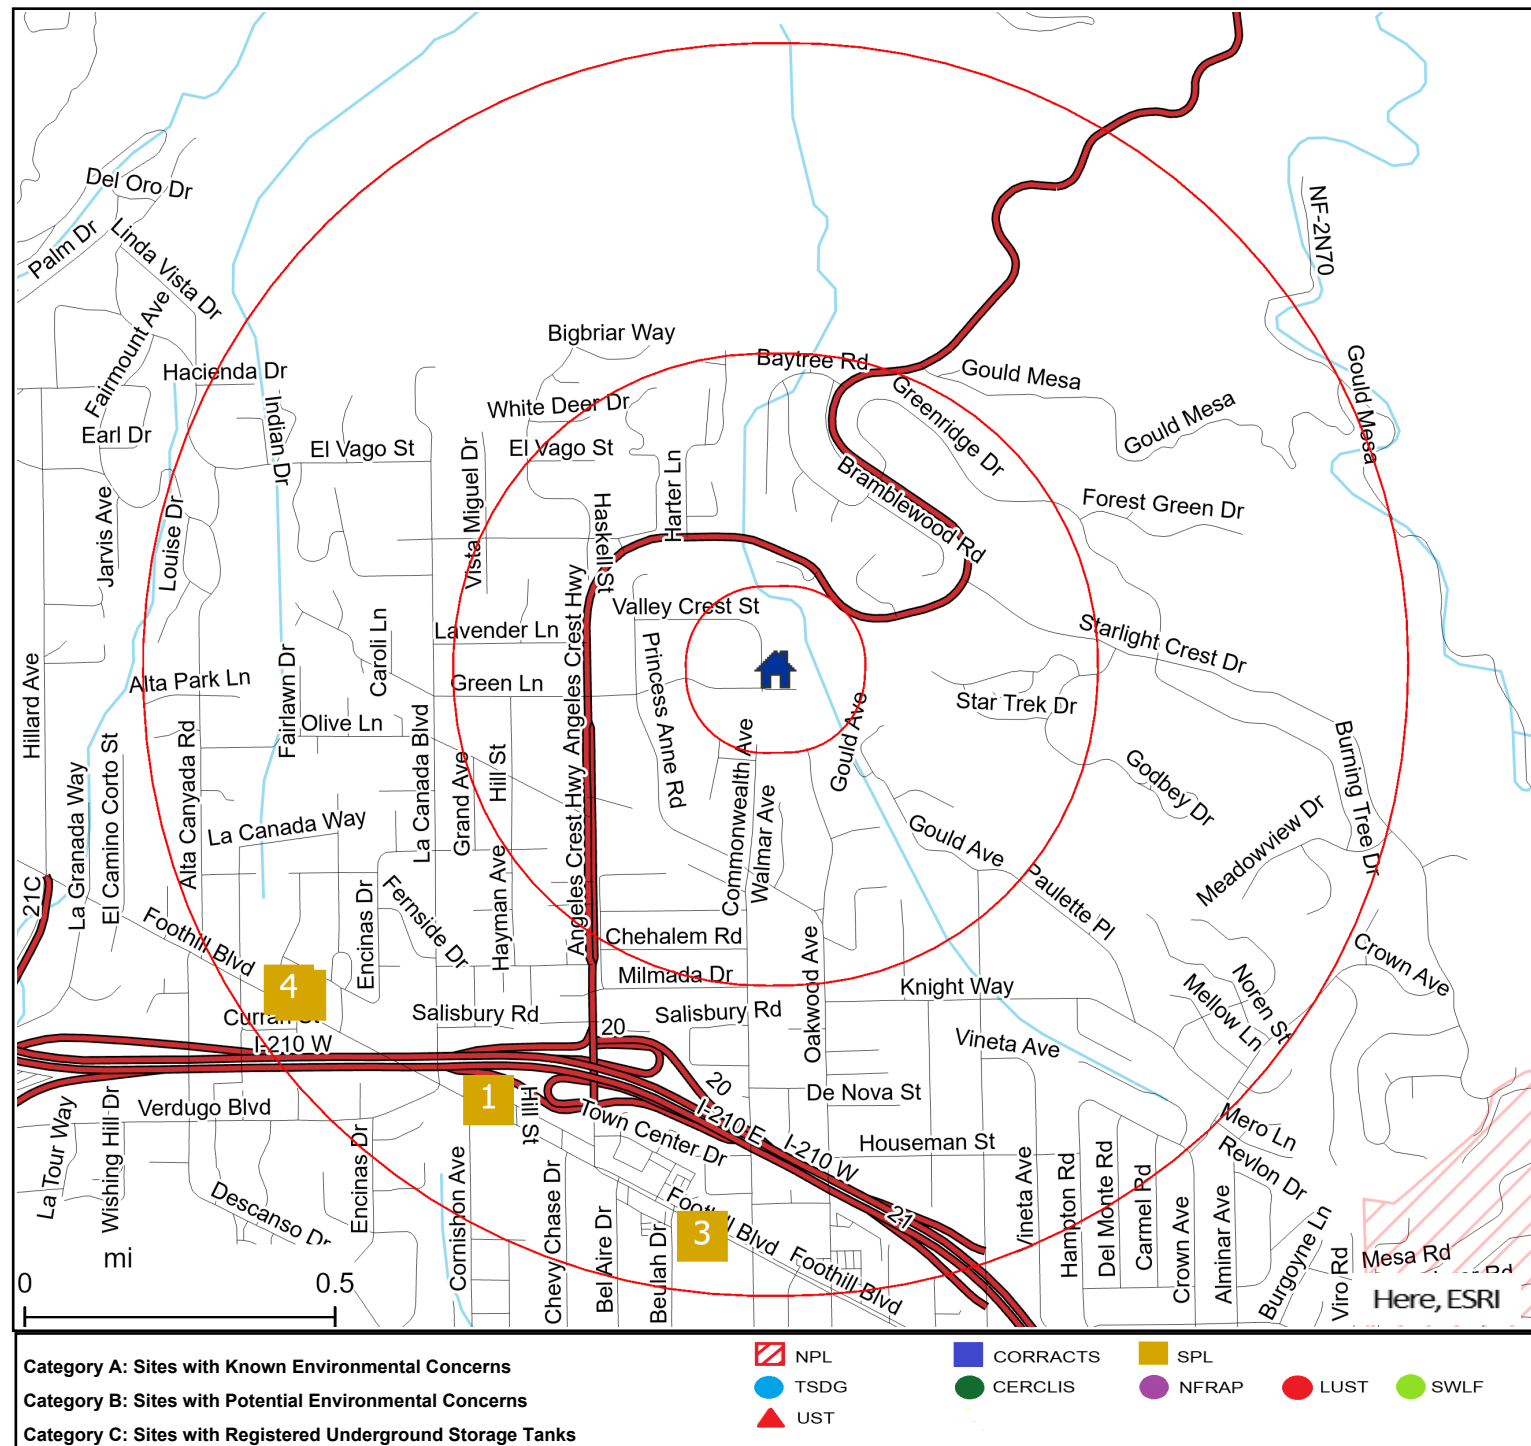 Del Oro Dr
Palm Dr
Linda Vista Dr
Fairmount Ave
NF-2N70
Bigbriar Way
Baytree Rd
Gould Mesa
Gould Mesa
Gould Mesa
Hacienda Dr
Indian Dr
White Deer Dr
Greenridge Dr
Earl Dr
El Vago St
El Vago St
Vista Miguel Dr
Harter Ln
Haskell St
Bramblewood Rd
Forest Green Dr
Jarvis Ave
Louise Dr
Valley Crest St
Lavender Ln
Caroli Ln
Angeles Crest Hwy
Angeles Crest Hwy
Angeles Crest Hwy
Princess Anne Rd
Starlight Crest Dr
Hillard Ave
Alta Park Ln
Fairlawn Dr
Green Ln
Star Trek Dr
Olive Ln
La Canada Blvd
Gould Ave
Burning Tree Dr
Alta Canyada Rd
El Camino Corto St
La Granada Way
Grand Ave
Hill St
Commonwealth Ave
Walmar Ave
Godbey Dr
Meadowview Dr
La Canada Way
Gould Ave
Paulette Pl
21C
Foothill Blvd
Encinas Dr
Fernside Dr
Hayman Ave
Chehalem Rd
Milmada Dr
Oakwood Ave
Crown Ave
Noren St
Mellow Ln
4
Curran St
Salisbury Rd
Salisbury Rd
Knight Way
I-210 W
20
Vineta Ave
1
Hill St
20
De Nova St
Verdugo Blvd
Town Center Dr
I-210 E
I-210 W
Houseman St
Mero Ln
Revlon Dr
La Tour Way
Wishing Hill Dr
Descanso Dr
Encinas Dr
Cornishon Ave
Chevy Chase Dr
Bel Aire Dr
Beulah Dr
Foothill Blvd
3
Foothill Blvd
21
Vineta Ave
Hampton Rd
Del Monte Rd
Carmel Rd
Crown Ave
Alminar Ave
Burgoyne Ln
Viro Rd
Mesa Rd
Rd
mi
0
0.5
Here, ESRI
Category A: Sites with Known Environmental Concerns
Category B: Sites with Potential Environmental Concerns
Category C: Sites with Registered Underground Storage Tanks
NPL
CORRACTS
SPL
TSDG
CERCLIS
NFRAP
LUST
SWLF
UST